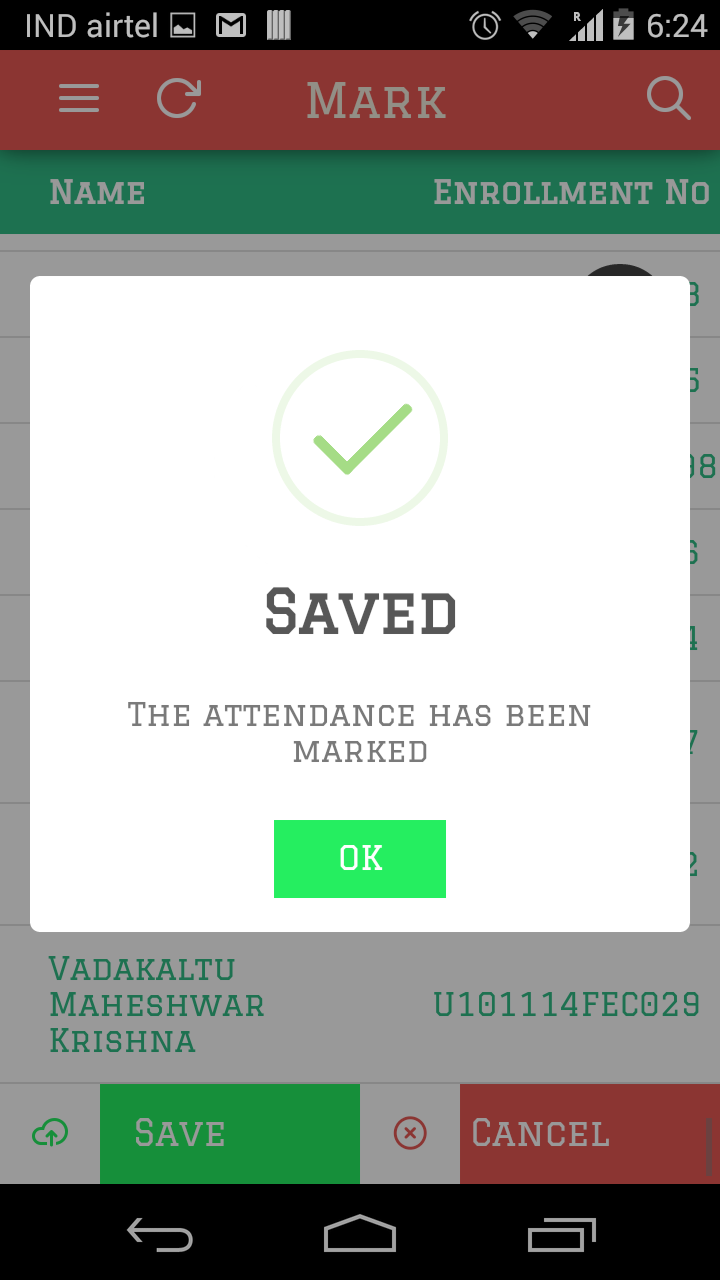 IND airtel R 6:24
Mark
Name Enrollment No
Saved
The attendance has been
marked
OK
Vadakaltu
Maheshwar
Krishna
U101114FEC029
Save Cancel